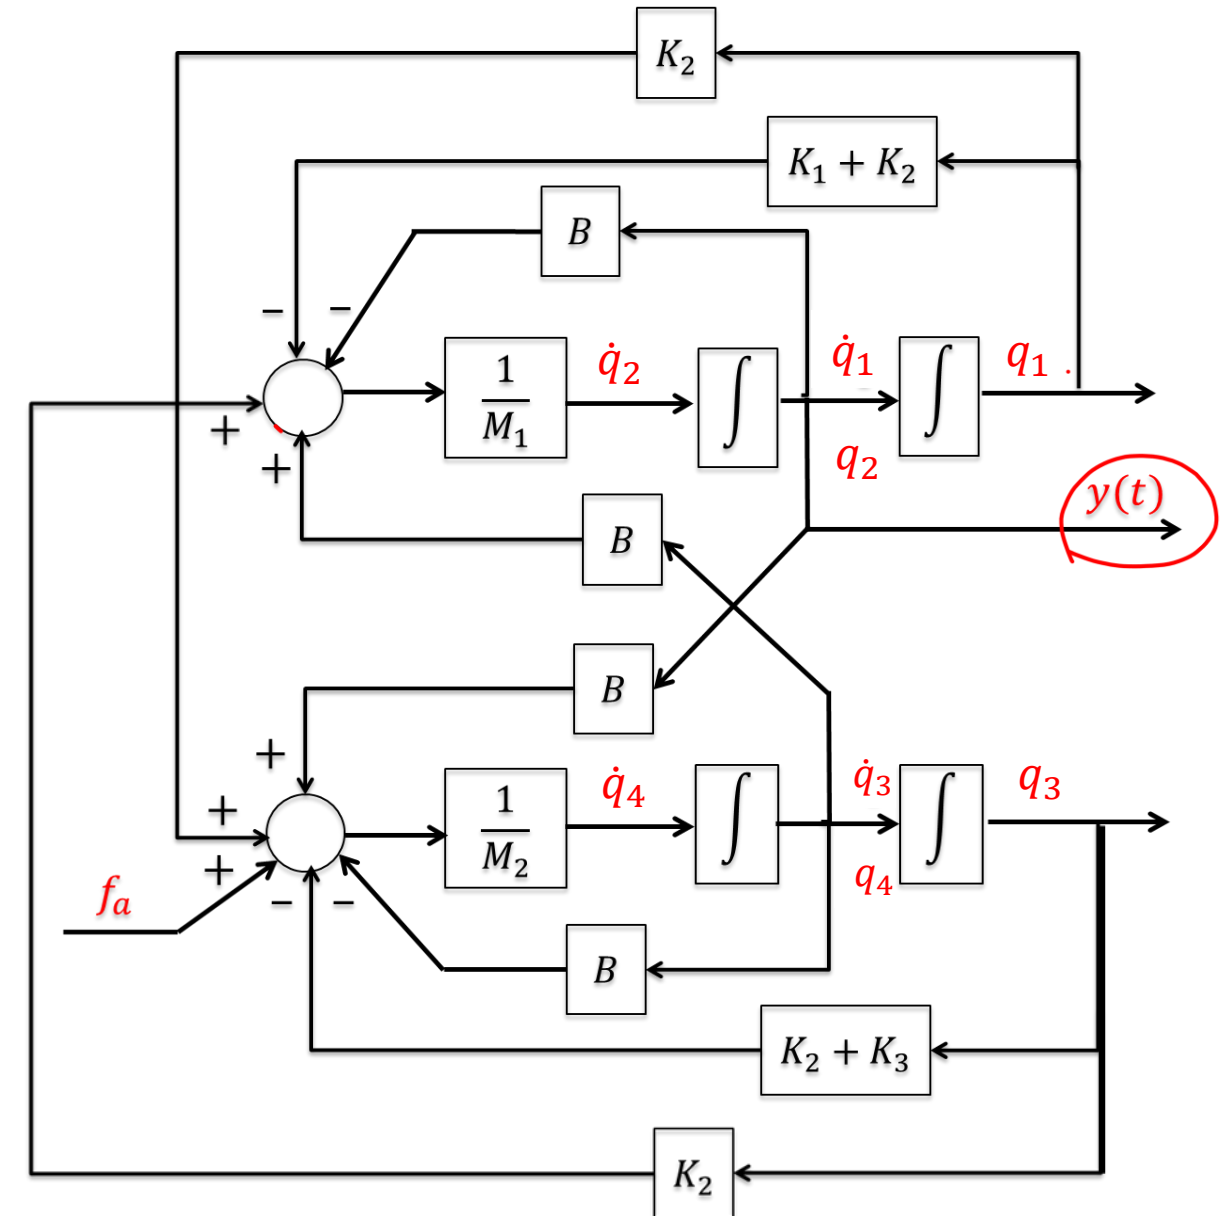 K₂
K₁ + K₂
B
− −
1/M₁ q̇₂ ∫ q̇₁ ∫ q₁ .
+
q₂
+
y(t)
B
B
+
+
1/M₂ q̇₄ ∫ q̇₃ ∫ q₃
+
fₐ
− −
q₄
B
K₂ + K₃
K₂